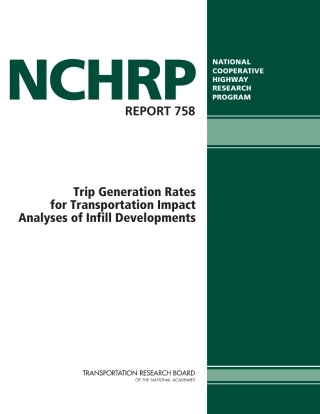 NCHRP
REPORT 758
NATIONAL
COOPERATIVE
HIGHWAY
RESEARCH
PROGRAM
Trip Generation Rates
for Transportation Impact
Analyses of Infill Developments
TRANSPORTATION RESEARCH BOARD
OF THE NATIONAL ACADEMIES